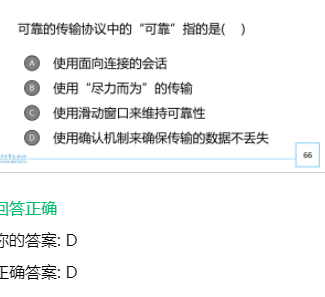 可靠的传输协议中的“可靠”指的是( )
A 使用面向连接的会话
B 使用“尽力而为”的传输
C 使用滑动窗口来维持可靠性
D 使用确认机制来确保传输的数据不丢失
66
回答正确
你的答案: D
正确答案: D